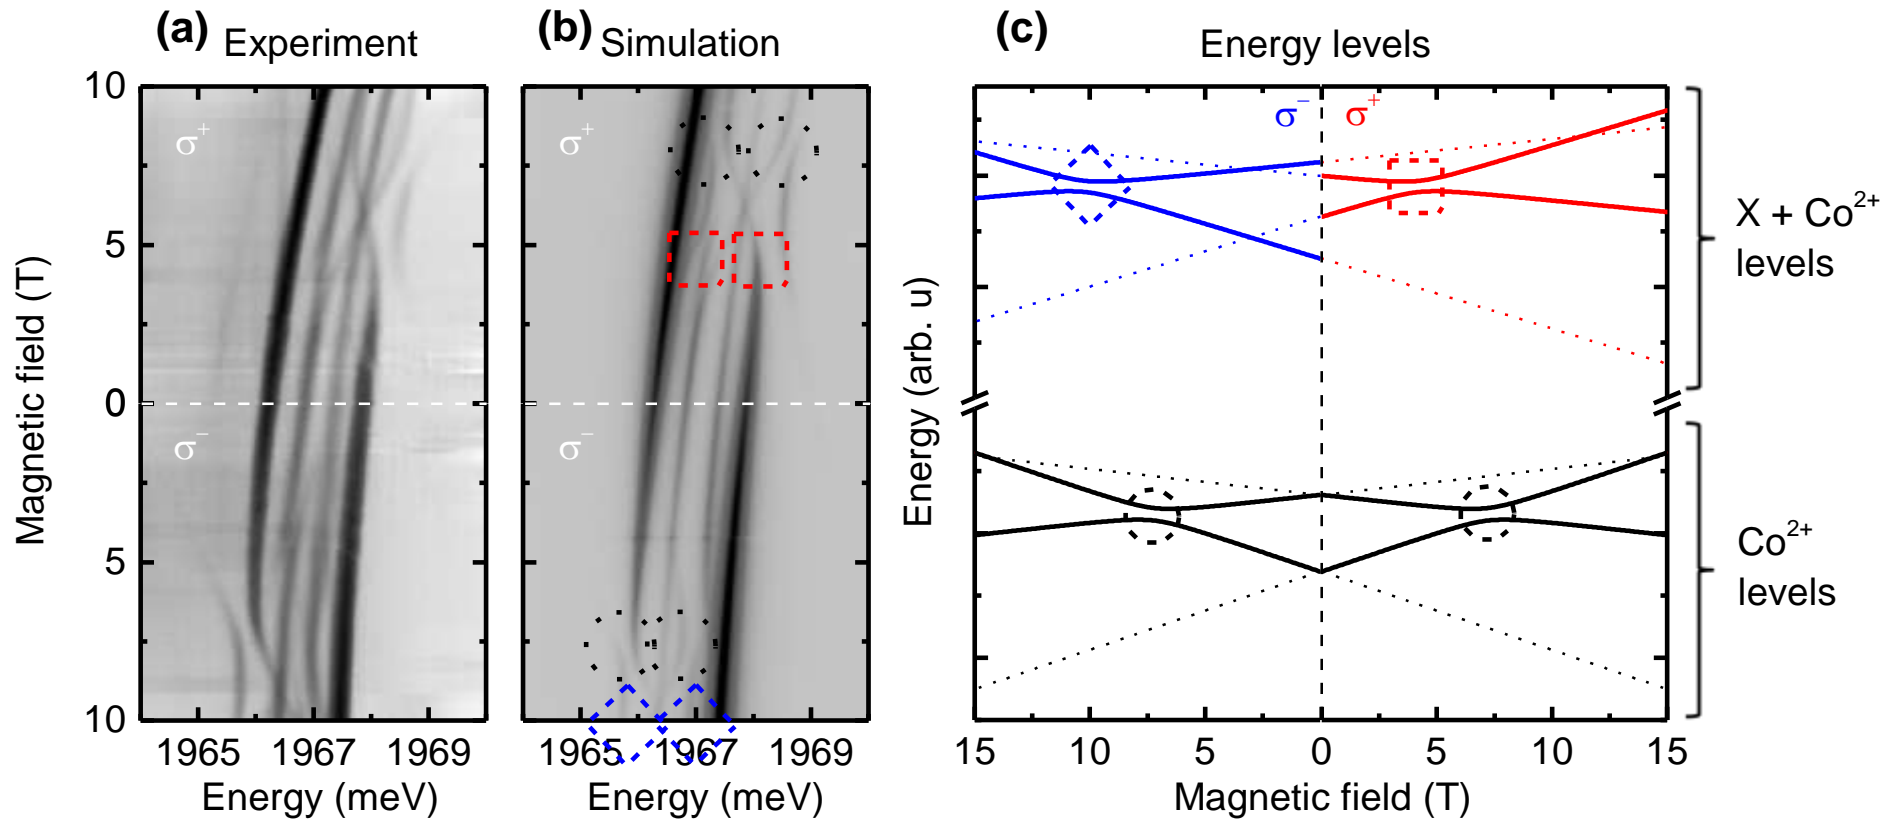 (a) Experiment
(b) Simulation
(c) Energy levels
Magnetic field (T)
10
5
0
5
10
σ+
σ−
1965 1967 1969
Energy (meV)
σ+
σ−
1965 1967 1969
Energy (meV)
Energy (arb. u)
σ− σ+
15 10 5 0 5 10 15
Magnetic field (T)
X + Co2+
levels
Co2+
levels